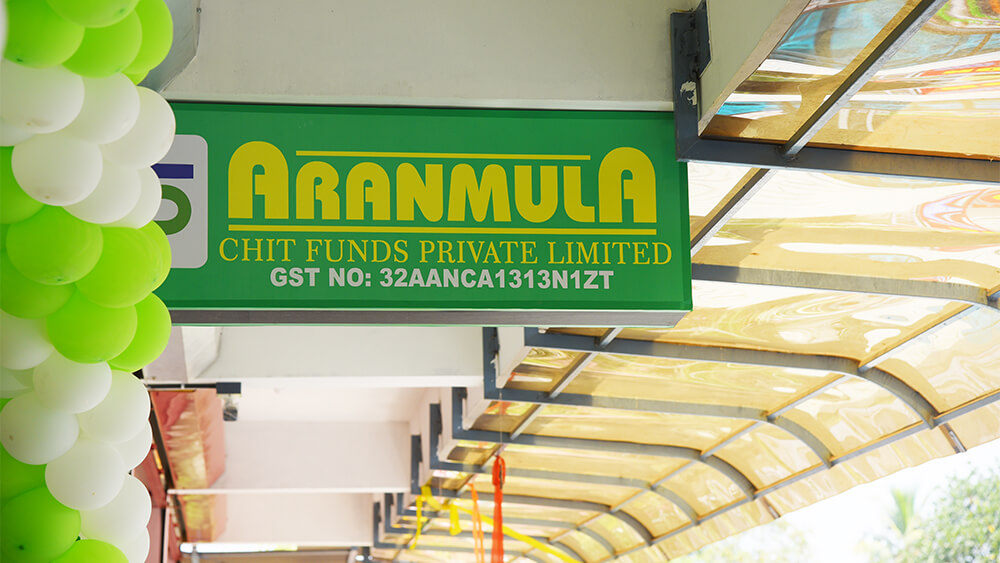 ARANMULA
CHIT FUNDS PRIVATE LIMITED
GST NO: 32AANCA1313N1ZT